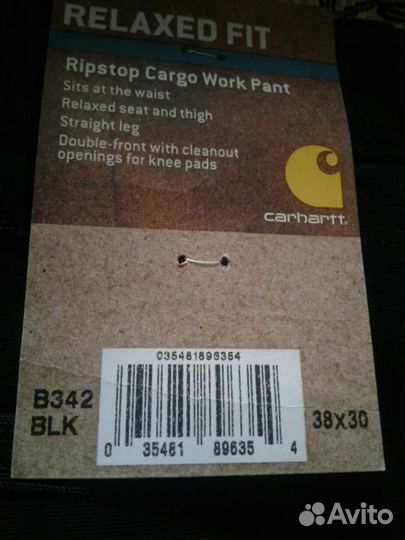 RELAXED FIT
Ripstop Cargo Work Pant
Sits at the waist
Relaxed seat and thigh
Straight leg
Double-front with cleanout
openings for knee pads
carhartt
035481896354
B342
BLK
38x30
0 35481 89635 4
Avito